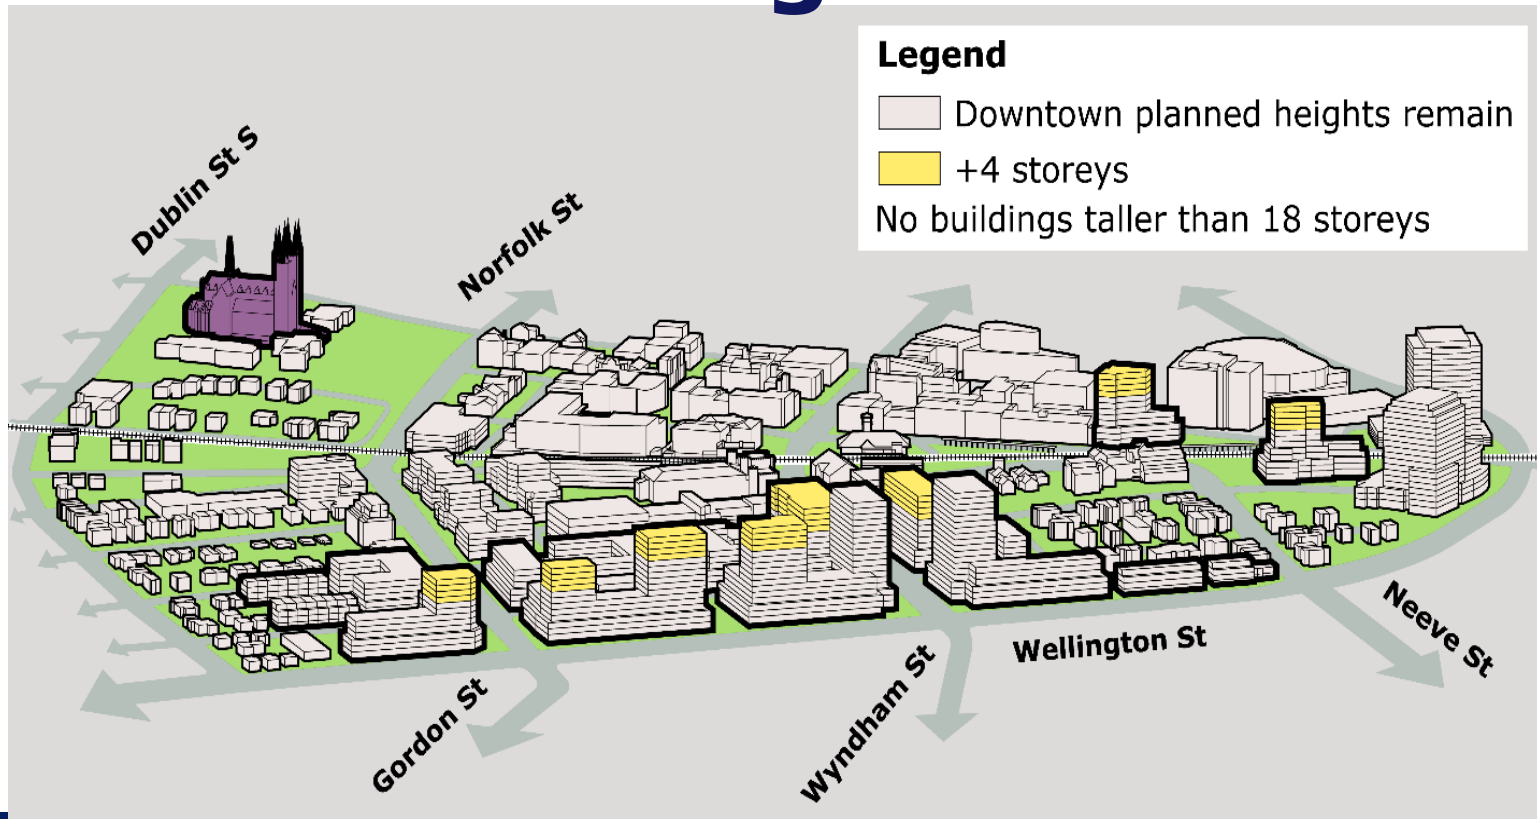 Legend
Downtown planned heights remain
+4 storeys
No buildings taller than 18 storeys
Dublin St S
Norfolk St
Gordon St
Wyndham St
Wellington St
Neeve St